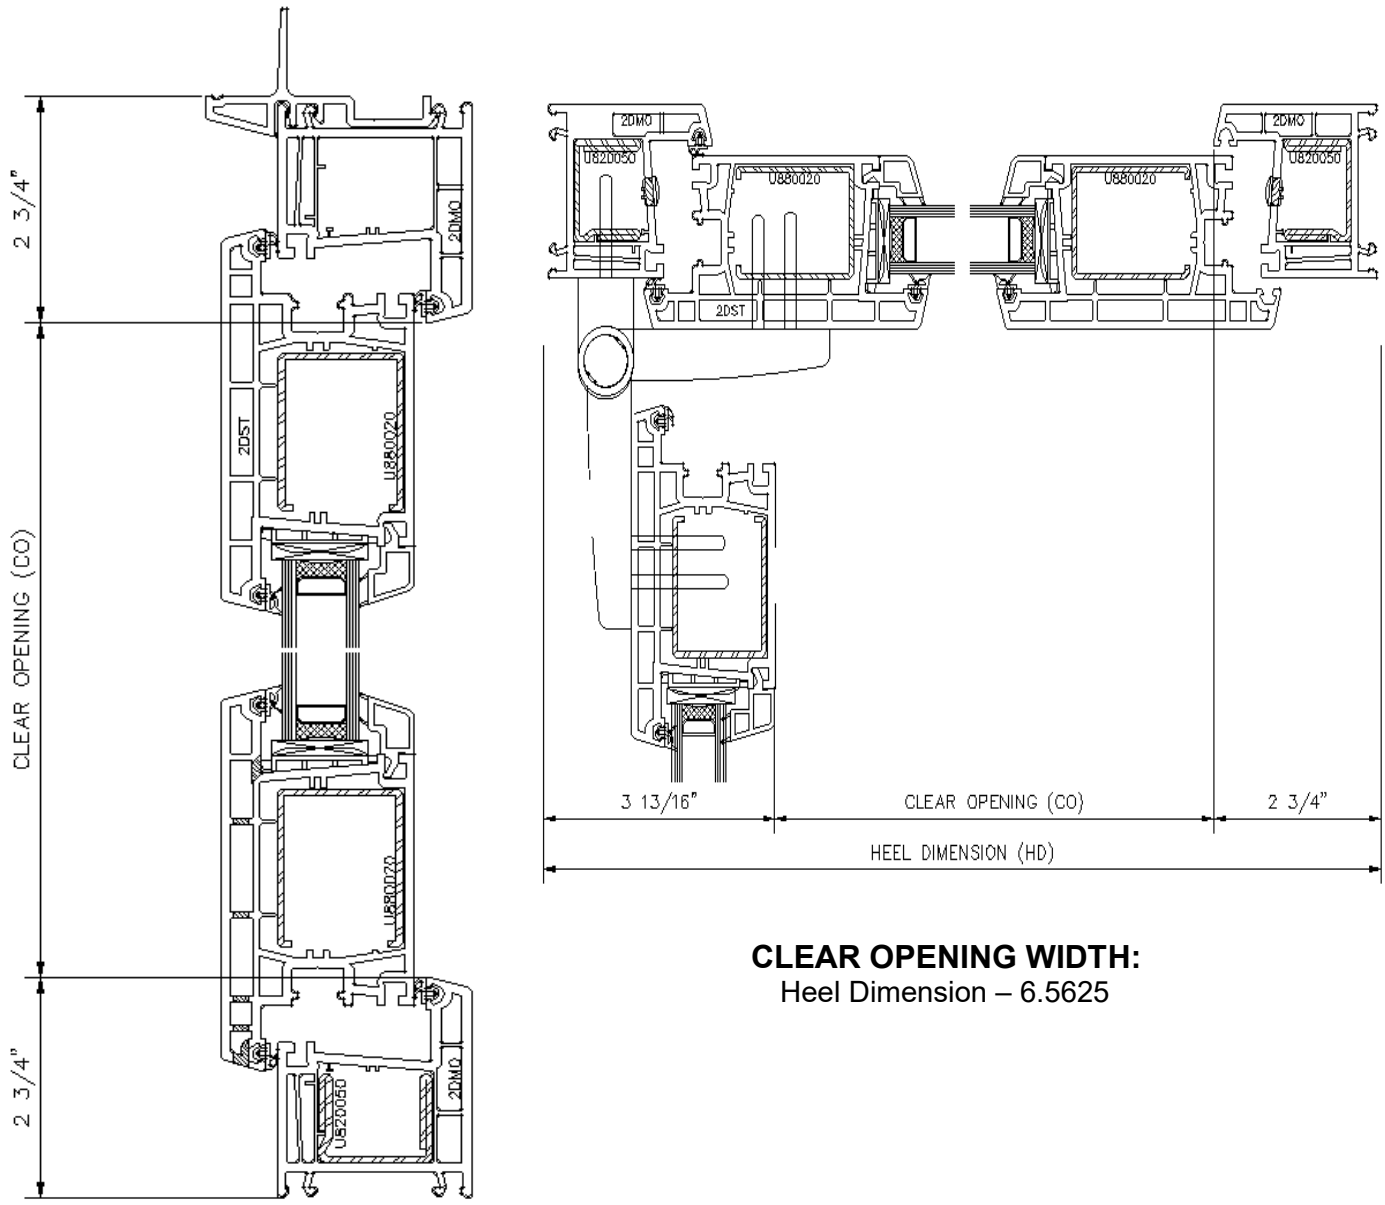 2 3/4"
2DMO
2DST
U880020
CLEAR OPENING (CO)
U880020
2 3/4"
2DMO
U820050
2DMO
U820050
U880020
2DST
U880020
2DMO
U820050
3 13/16"
CLEAR OPENING (CO)
2 3/4"
HEEL DIMENSION (HD)
CLEAR OPENING WIDTH:
Heel Dimension – 6.5625